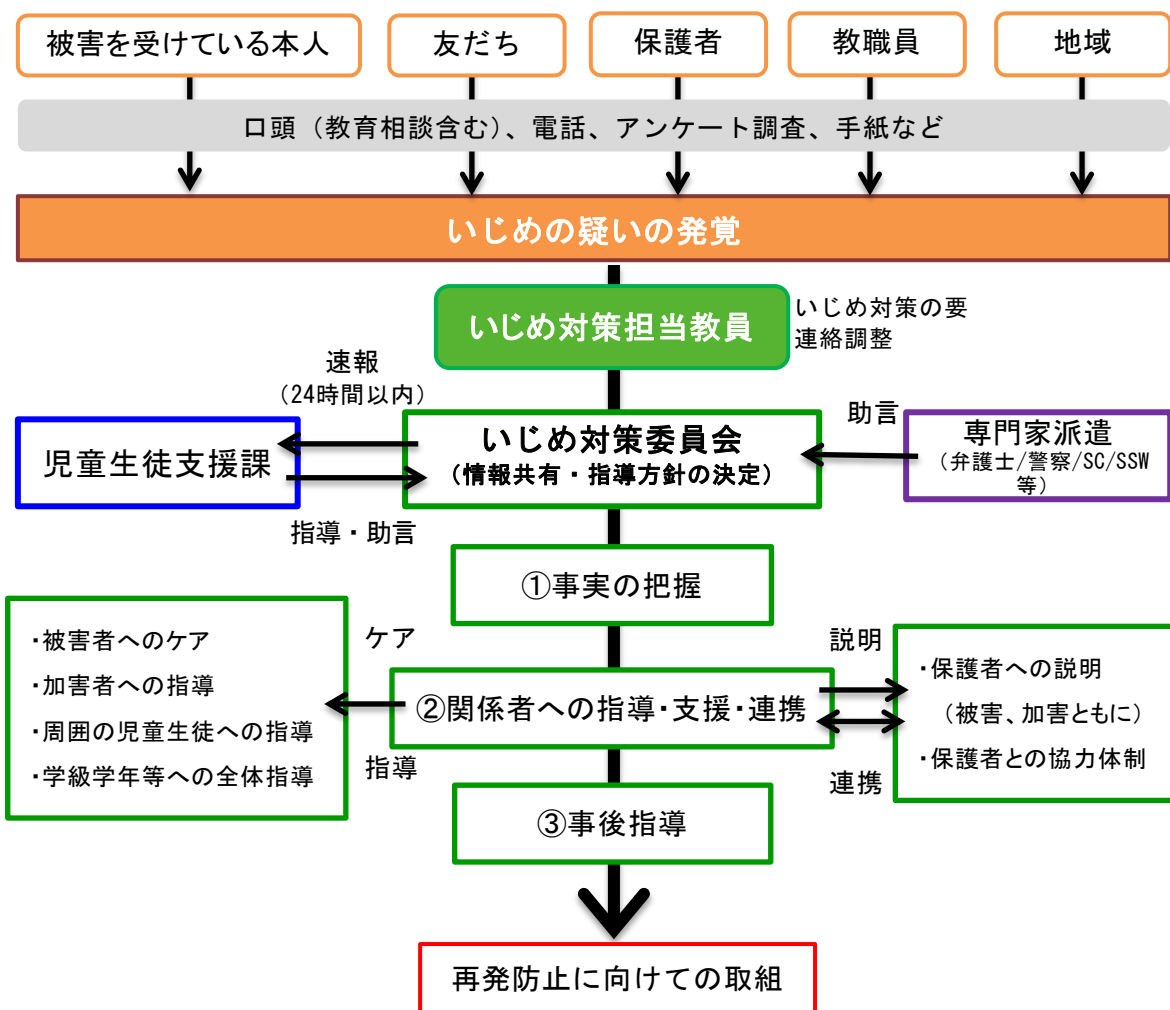 被害を受けている本人
友だち
保護者
教職員
地域
口頭（教育相談含む）、電話、アンケート調査、手紙など
いじめの疑いの発覚
いじめ対策担当教員
いじめ対策の要
連絡調整
速報
（24時間以内）
児童生徒支援課
指導・助言
いじめ対策委員会
（情報共有・指導方針の決定）
助言
専門家派遣
（弁護士/警察/SC/SSW
等）
①事実の把握
・被害者へのケア
・加害者への指導
・周囲の児童生徒への指導
・学級学年等への全体指導
ケア
指導
②関係者への指導・支援・連携
説明
連携
・保護者への説明
（被害、加害ともに）
・保護者との協力体制
③事後指導
再発防止に向けての取組